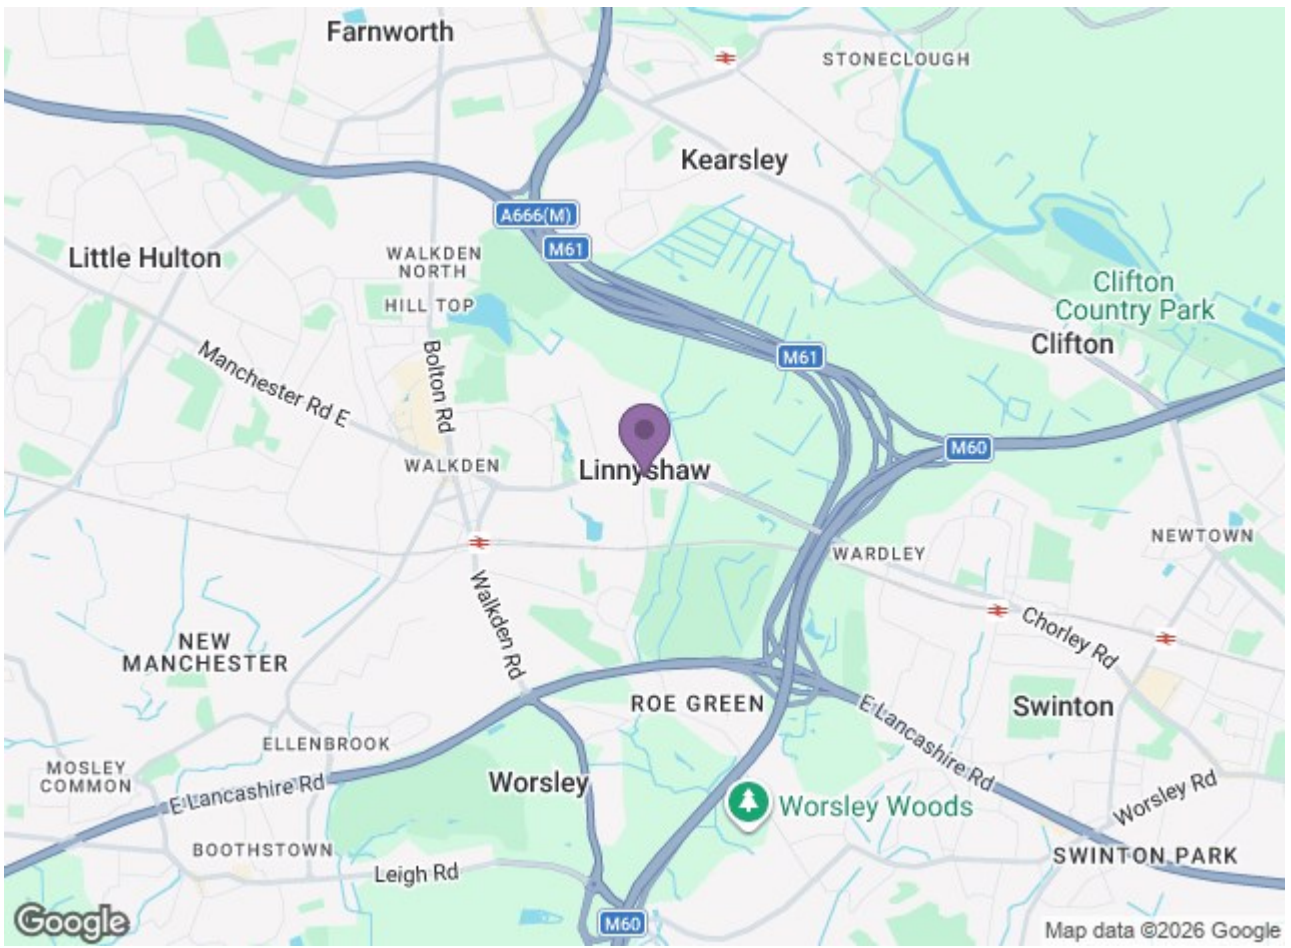 Farnworth
STONECLOUGH
Kearsley
A666(M)
M61
WALKDEN
NORTH
Little Hulton
HILL TOP
Clifton
Country Park
Clifton
M61
Manchester Rd E
Bolton Rd
WALKDEN
Linnyshaw
M60
NEWTOWN
WARDLEY
Walkden Rd
Chorley Rd
NEW
MANCHESTER
ROE GREEN
Swinton
E Lancashire Rd
ELLENBROOK
MOSLEY
COMMON
E Lancashire Rd
Worsley
Worsley Woods
Worsley Rd
BOOTHSTOWN
Leigh Rd
SWINTON PARK
M60
Google
Map data ©2026 Google